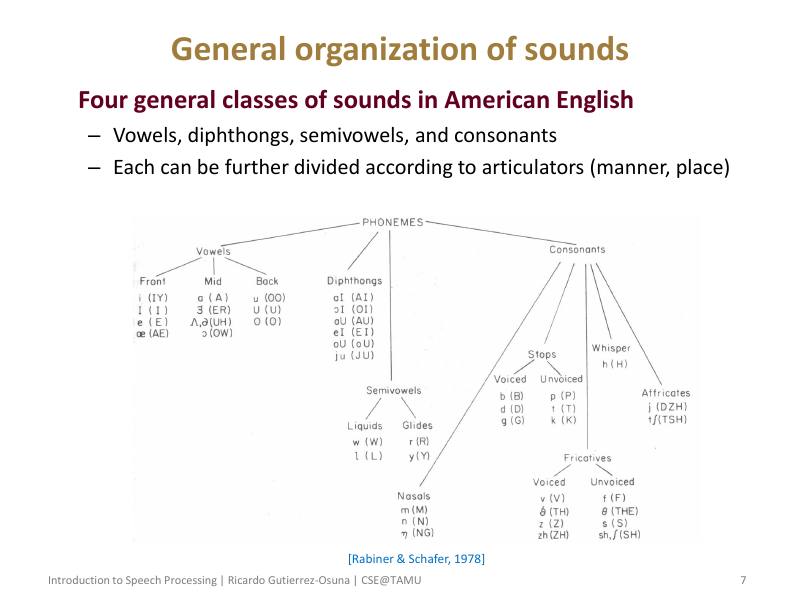 General organization of sounds
Four general classes of sounds in American English
– Vowels, diphthongs, semivowels, and consonants
– Each can be further divided according to articulators (manner, place)
PHONEMES
Vowels
Consonants
Front
Mid
Back
Diphthongs
i (IY)
I (I)
e (E)
æ (AE)
a (A)
ɝ (ER)
ʌ,ə (UH)
ɔ (OW)
u (OO)
U (U)
O (O)
aI (AI)
ɔI (OI)
aU (AU)
eI (EI)
oU (oU)
ju (JU)
Semivowels
Liquids
Glides
w (W)
l (L)
r (R)
y (Y)
Nasals
m (M)
n (N)
η (NG)
Stops
Voiced
Unvoiced
b (B)
d (D)
g (G)
p (P)
t (T)
k (K)
Whisper
h (H)
Affricates
j (DZH)
tʃ (TSH)
Fricatives
Voiced
Unvoiced
v (V)
(TH)
z (Z)
zh (ZH)
f (F)
θ (THE)
s (S)
sh,ʃ (SH)
[Rabiner & Schafer, 1978]
Introduction to Speech Processing | Ricardo Gutierrez-Osuna | CSE@TAMU
7